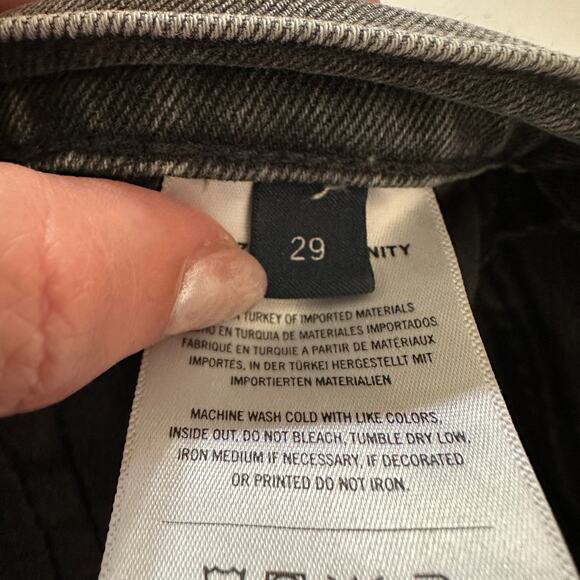 29
NITY
TURKEY OF IMPORTED MATERIALS
EN TURQUIA DE MATERIALES IMPORTADOS
FABRIQUÉ EN TURQUIE A PARTIR DE MATÉRIAUX
IMPORTÉS, IN DER TÜRKEI HERGESTELLT MIT
IMPORTIERTEN MATERIALIEN
MACHINE WASH COLD WITH LIKE COLORS,
INSIDE OUT, DO NOT BLEACH, TUMBLE DRY LOW,
IRON MEDIUM IF NECESSARY, IF DECORATED
OR PRINTED DO NOT IRON.